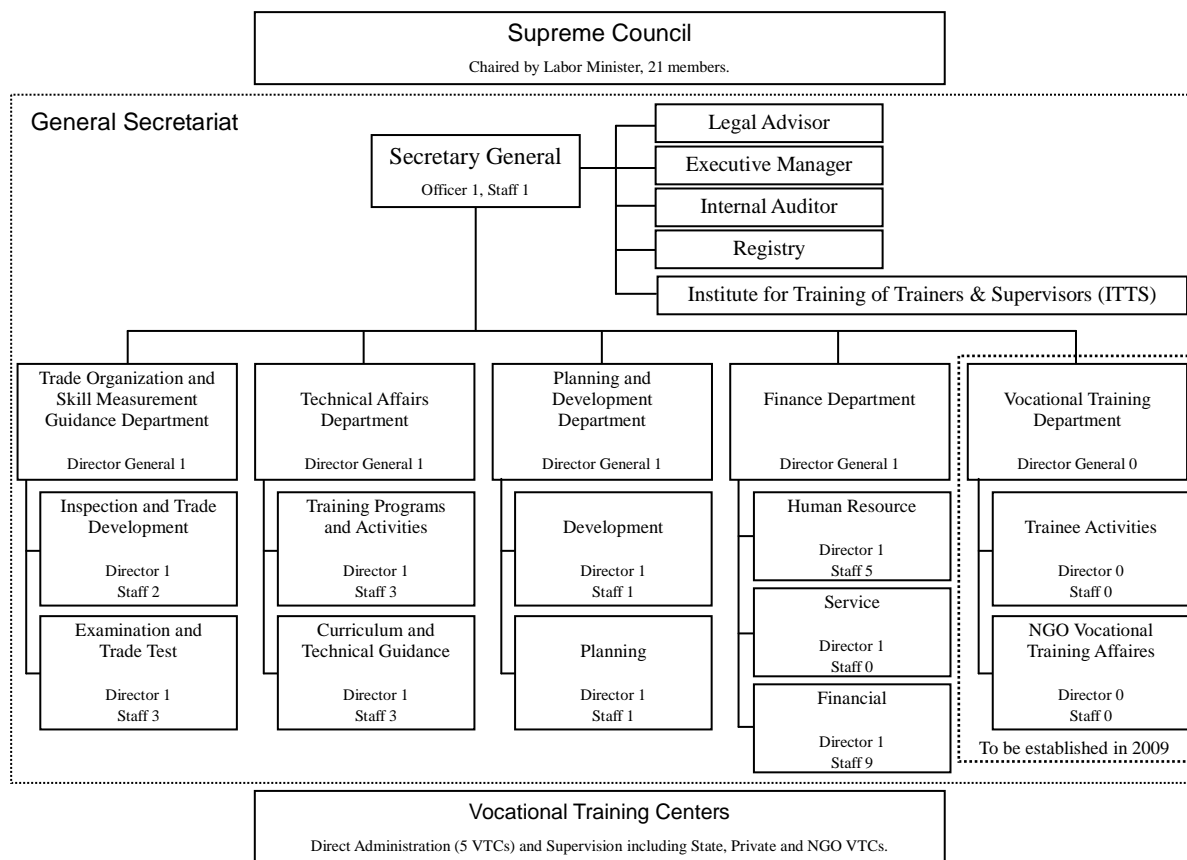 Supreme Council
Chaired by Labor Minister, 21 members.
General Secretariat
Secretary General
Officer 1, Staff 1
Legal Advisor
Executive Manager
Internal Auditor
Registry
Institute for Training of Trainers & Supervisors (ITTS)
Trade Organization and
Skill Measurement
Guidance Department
Director General 1
Inspection and Trade
Development
Director 1
Staff 2
Examination and
Trade Test
Director 1
Staff 3
Technical Affairs
Department
Director General 1
Training Programs
and Activities
Director 1
Staff 3
Curriculum and
Technical Guidance
Director 1
Staff 3
Planning and
Development
Department
Director General 1
Development
Director 1
Staff 1
Planning
Director 1
Staff 1
Finance Department
Director General 1
Human Resource
Director 1
Staff 5
Service
Director 1
Staff 0
Financial
Director 1
Staff 9
Vocational Training
Department
Director General 0
Trainee Activities
Director 0
Staff 0
NGO Vocational
Training Affaires
Director 0
Staff 0
To be established in 2009
Vocational Training Centers
Direct Administration (5 VTCs) and Supervision including State, Private and NGO VTCs.